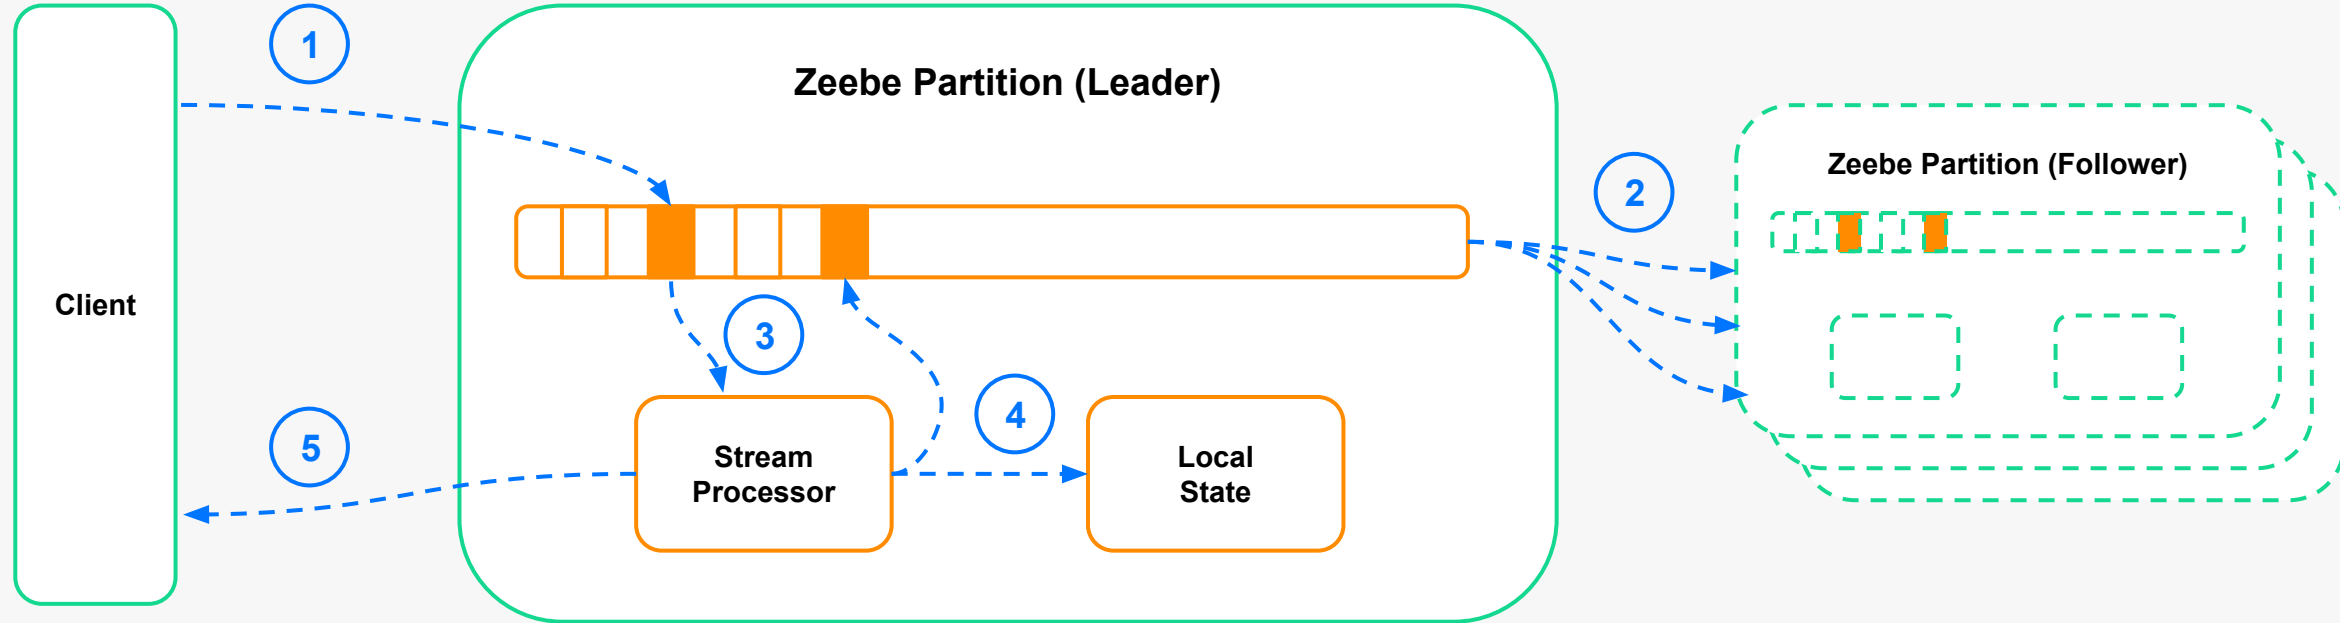 1
Zeebe Partition (Leader)
2
Zeebe Partition (Follower)
Client
3
4
5
Stream
Processor
Local
State